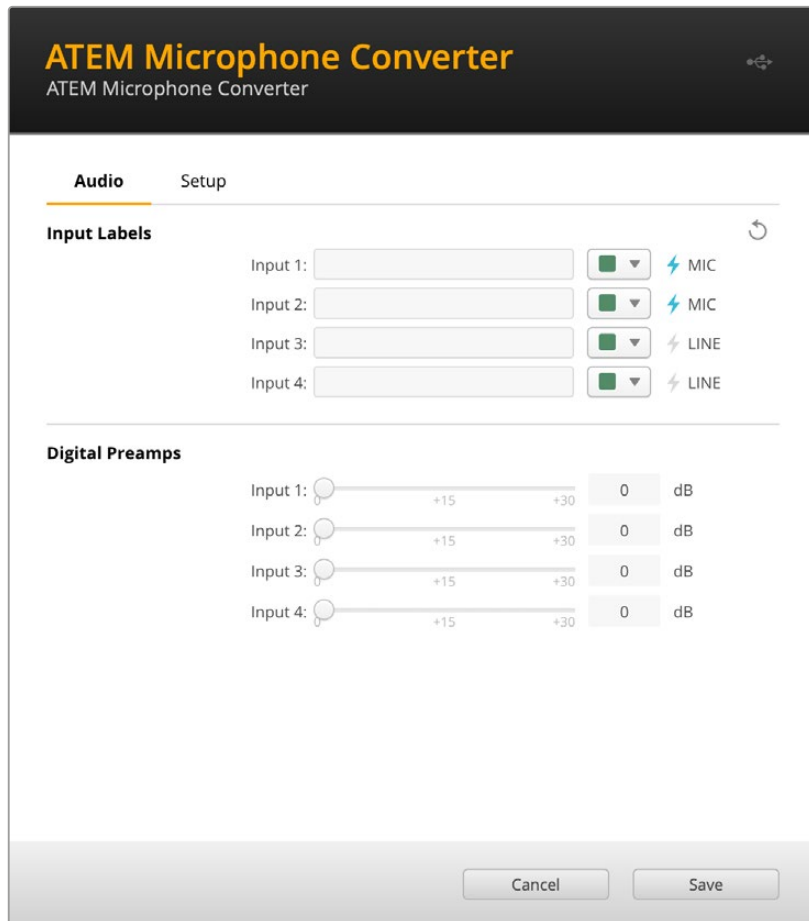 ATEM Microphone Converter
ATEM Microphone Converter
Audio Setup
Input Labels
Input 1: MIC
Input 2: MIC
Input 3: LINE
Input 4: LINE
Digital Preamps
Input 1: 0 dB
0 +15 +30
Input 2: 0 dB
0 +15 +30
Input 3: 0 dB
0 +15 +30
Input 4: 0 dB
0 +15 +30
Cancel Save